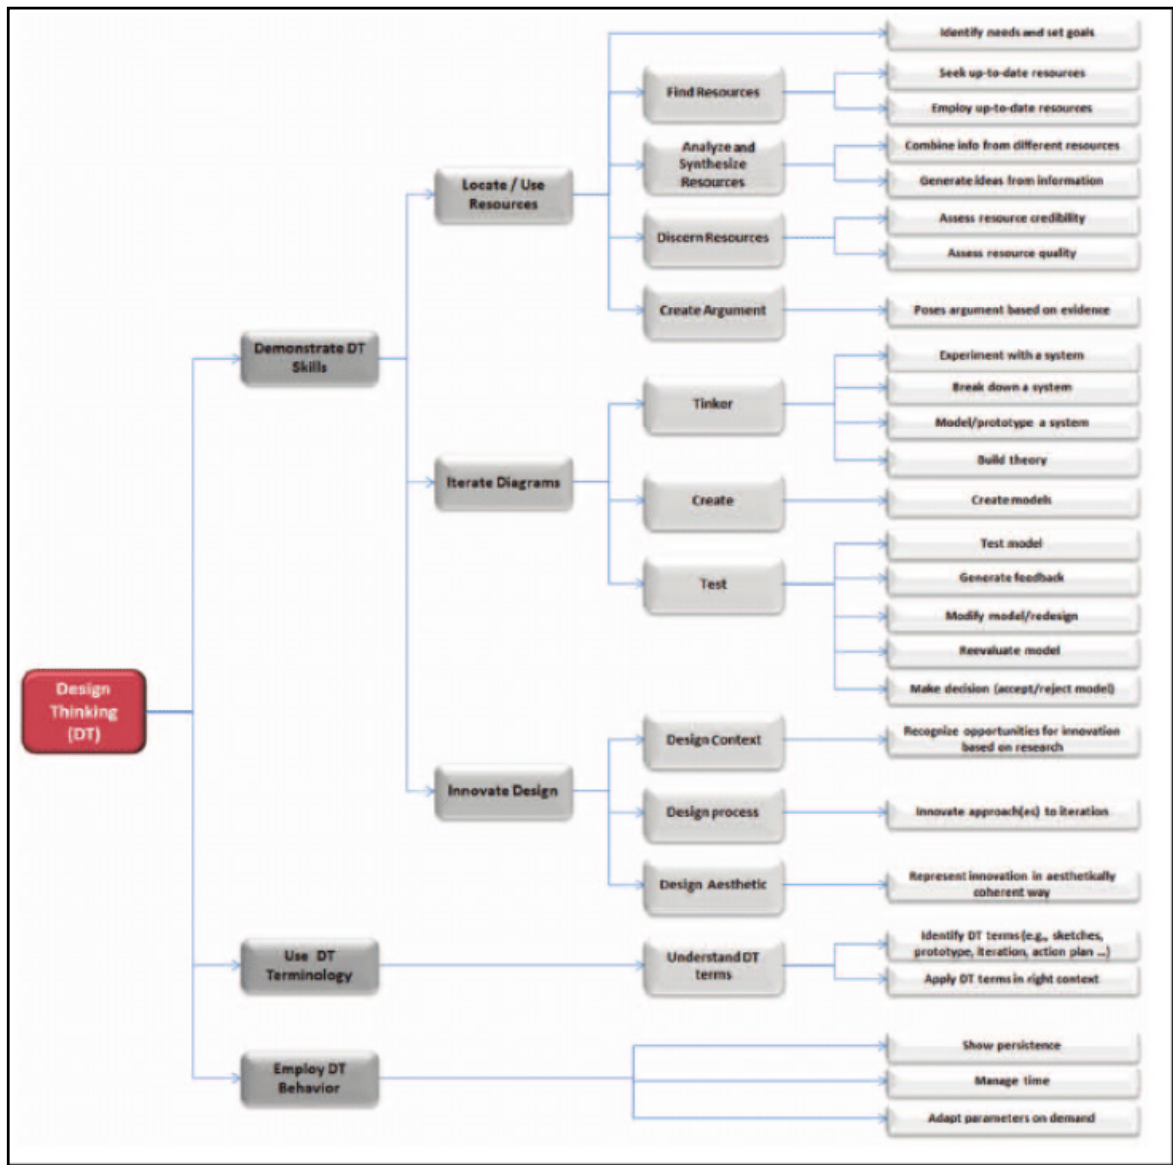 Design
Thinking
(DT)
Demonstrate DT
Skills
Use DT
Terminology
Employ DT
Behavior
Locate / Use
Resources
Iterate Diagrams
Innovate Design
Find Resources
Analyze and
Synthesize
Resources
Discern Resources
Create Argument
Tinker
Create
Test
Design Context
Design process
Design Aesthetic
Understand DT
terms
Identify needs and set goals
Seek up-to-date resources
Employ up-to-date resources
Combine info from different resources
Generate ideas from information
Assess resource credibility
Assess resource quality
Poses argument based on evidence
Experiment with a system
Break down a system
Model/prototype a system
Build theory
Create models
Test model
Generate feedback
Modify model/redesign
Reevaluate model
Make decision (accept/reject model)
Recognize opportunities for innovation
based on research
Innovate approach(es) to iteration
Represent innovation in aesthetically
coherent way
Identify DT terms (e.g., sketches,
prototype, iteration, action plan ...)
Apply DT terms in right context
Show persistence
Manage time
Adapt parameters on demand